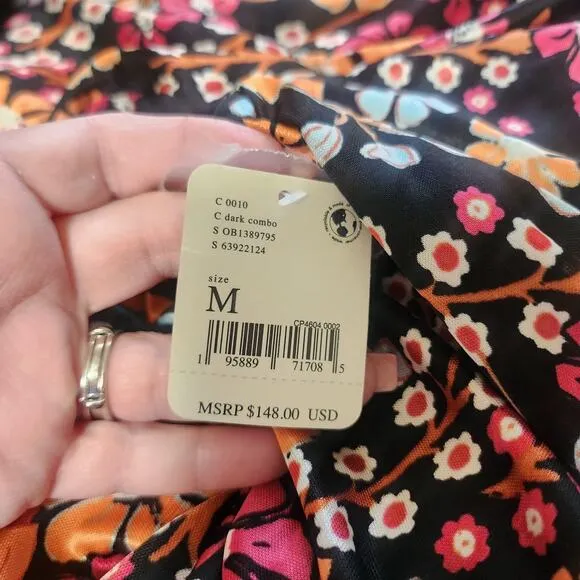 C 0010
C dark combo
S OB1389795
S 63922124
size
M
CP4604 0002
1 95889 71708 5
MSRP $148.00 USD